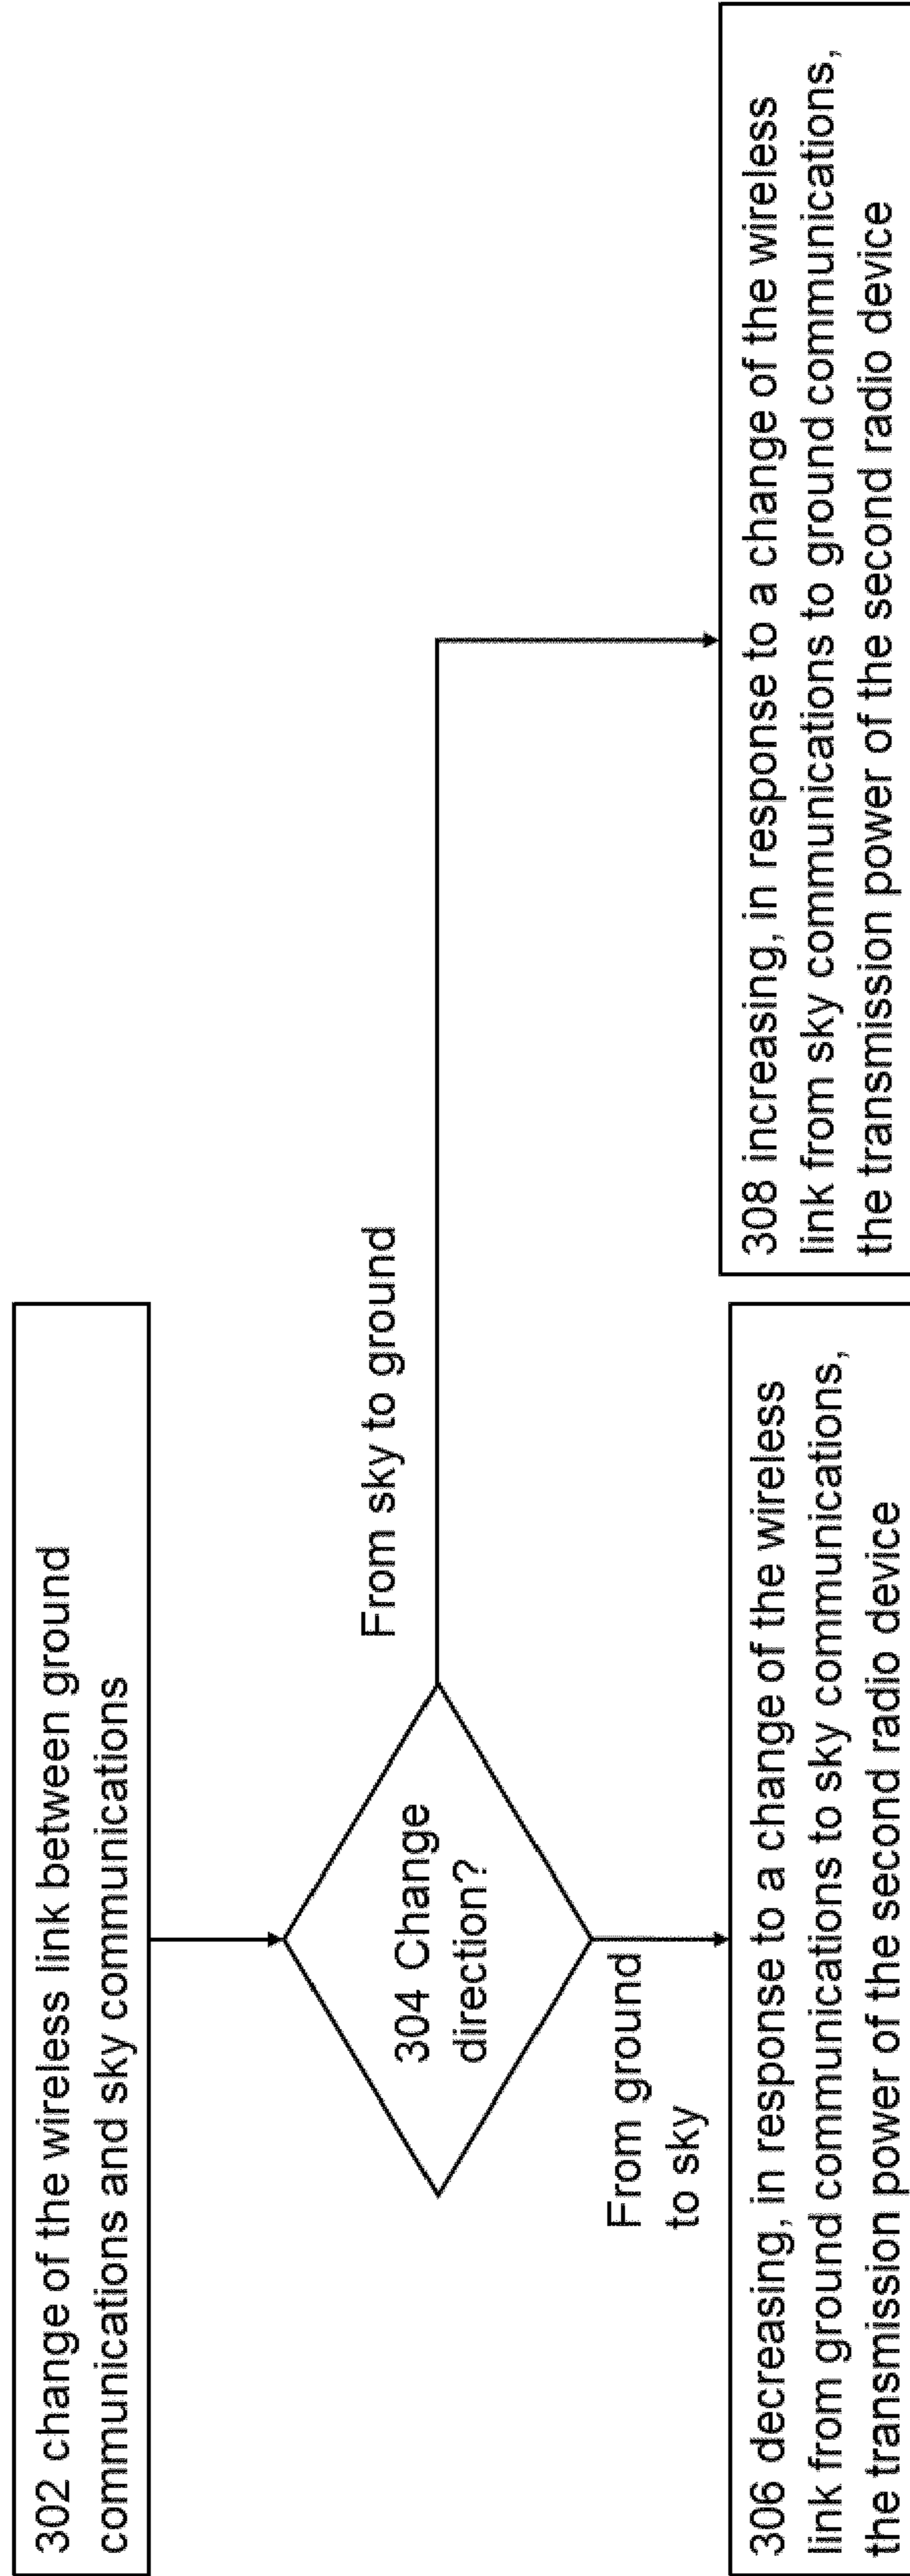 302 change of the wireless link between ground
communications and sky communications
304 Change
direction?
From sky to ground
From ground
to sky
306 decreasing, in response to a change of the wireless
link from ground communications to sky communications,
the transmission power of the second radio device
308 increasing, in response to a change of the wireless
link from sky communications to ground communications,
the transmission power of the second radio device